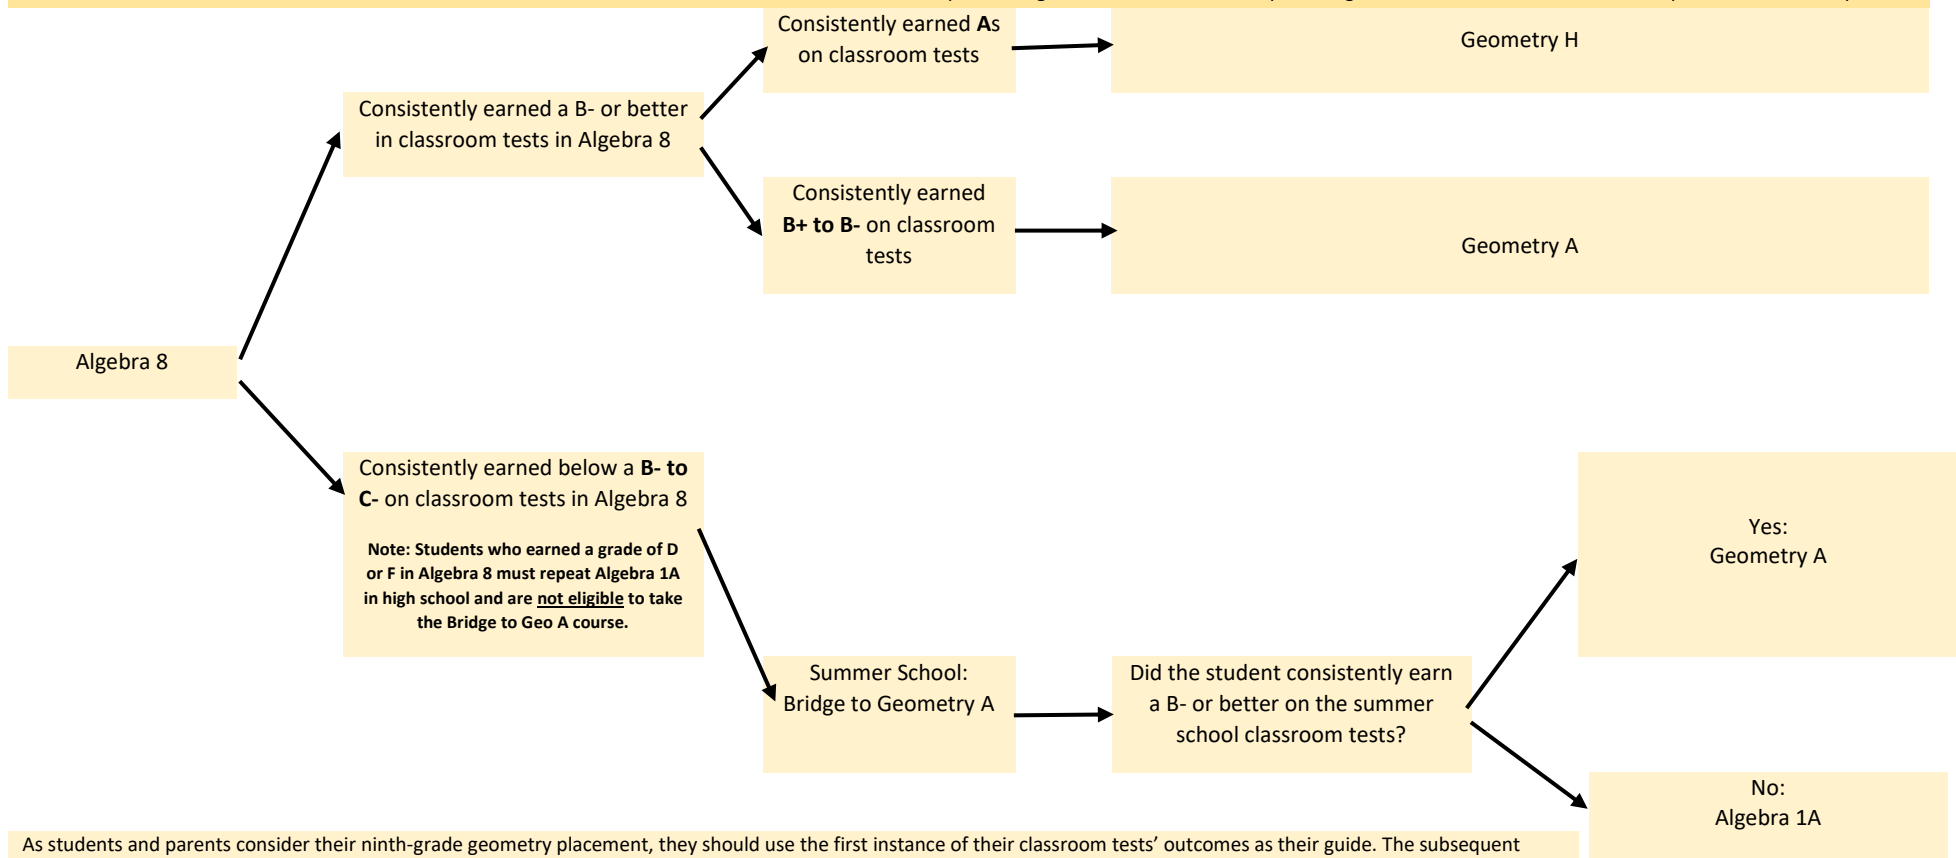 Consistently earned As
on classroom tests
Geometry H
Consistently earned a B- or better
in classroom tests in Algebra 8
Consistently earned
B+ to B- on classroom
tests
Geometry A
Algebra 8
Consistently earned below a B- to
C- on classroom tests in Algebra 8
Note: Students who earned a grade of D
or F in Algebra 8 must repeat Algebra 1A
in high school and are not eligible to take
the Bridge to Geo A course.
Summer School:
Bridge to Geometry A
Did the student consistently earn
a B- or better on the summer
school classroom tests?
Yes:
Geometry A
No:
Algebra 1A
As students and parents consider their ninth-grade geometry placement, they should use the first instance of their classroom tests’ outcomes as their guide. The subsequent